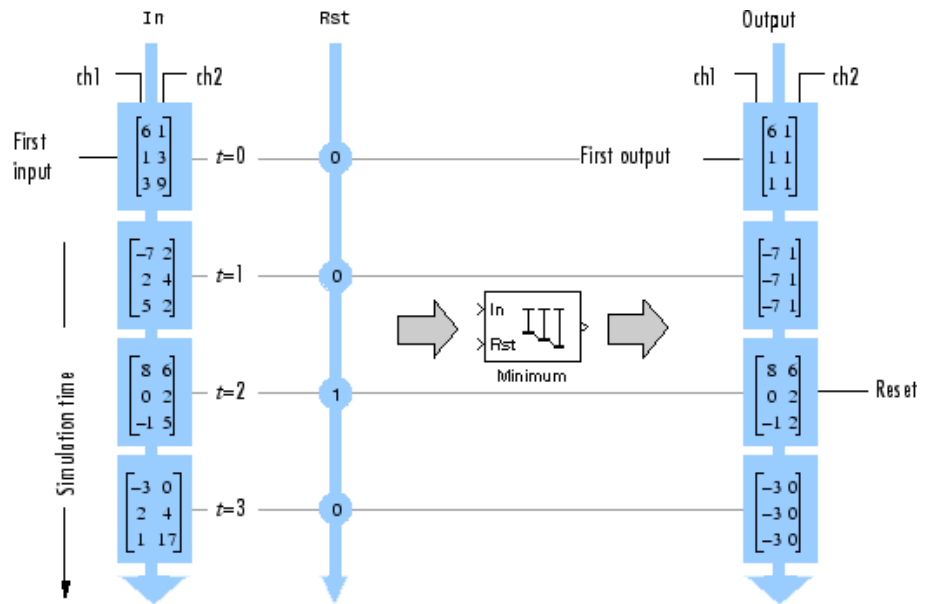 In Rst Output
ch1 ch2 ch1 ch2
First input
6 1
1 3
3 9
t=0
0
First output
6 1
1 1
1 1
−7 2
2 4
5 2
t=1
0
−7 1
−7 1
−7 1
In
Rst
Minimum
Simulation time
8 6
0 2
−1 5
t=2
1
8 6
0 2
−1 2
Reset
−3 0
2 4
1 17
t=3
0
−3 0
−3 0
−3 0